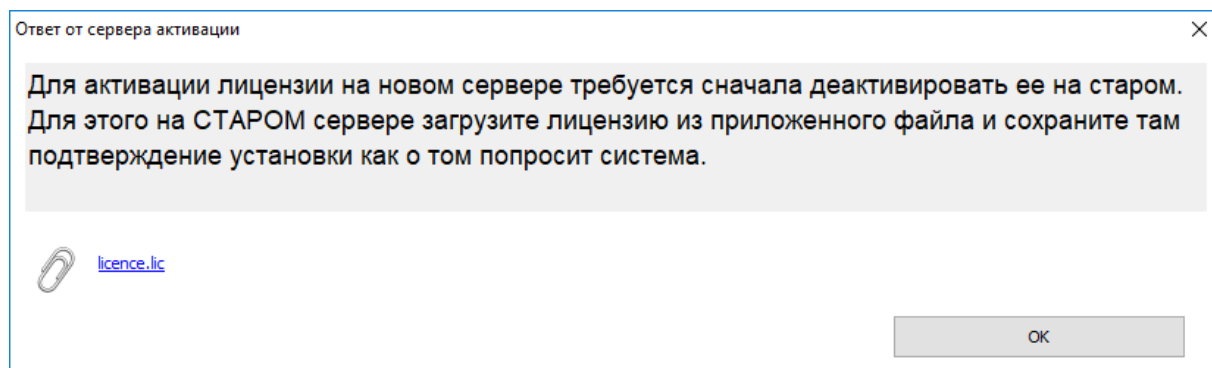 Ответ от сервера активации
Для активации лицензии на новом сервере требуется сначала деактивировать ее на старом.
Для этого на СТАРОМ сервере загрузите лицензию из приложенного файла и сохраните там
подтверждение установки как о том попросит система.
licence.lic
ОК